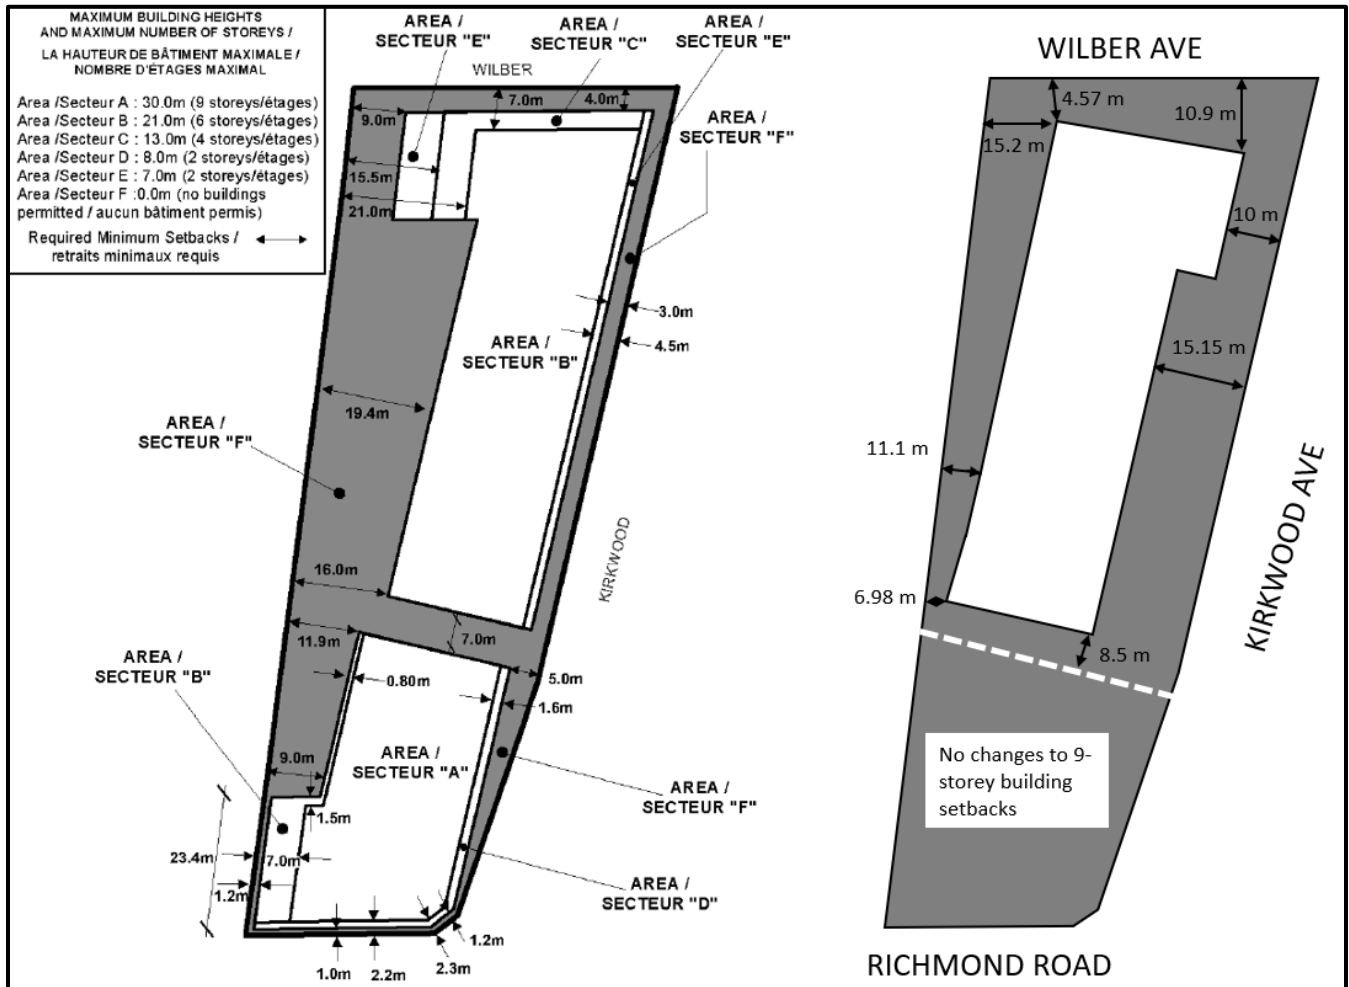 MAXIMUM BUILDING HEIGHTS
AND MAXIMUM NUMBER OF STOREYS /
LA HAUTEUR DE BÂTIMENT MAXIMALE /
NOMBRE D'ÉTAGES MAXIMAL
Area /Secteur A : 30.0m (9 storeys/étages)
Area /Secteur B : 21.0m (6 storeys/étages)
Area /Secteur C : 13.0m (4 storeys/étages)
Area /Secteur D : 8.0m (2 storeys/étages)
Area /Secteur E : 7.0m (2 storeys/étages)
Area /Secteur F :0.0m (no buildings
permitted / aucun bâtiment permis)
Required Minimum Setbacks /
retraits minimaux requis
AREA /
SECTEUR "E"
AREA /
SECTEUR "C"
AREA /
SECTEUR "E"
WILBER
7.0m
4.0m
9.0m
AREA /
SECTEUR "F"
15.5m
21.0m
3.0m
4.5m
AREA /
SECTEUR "B"
19.4m
AREA /
SECTEUR "F"
KIRKWOOD
16.0m
11.9m
7.0m
AREA /
SECTEUR "B"
0.80m
5.0m
1.6m
AREA /
SECTEUR "A"
9.0m
AREA /
SECTEUR "F"
1.5m
23.4m
7.0m
1.2m
AREA /
SECTEUR "D"
1.2m
2.3m
1.0m
2.2m
WILBER AVE
4.57 m
10.9 m
15.2 m
10 m
15.15 m
11.1 m
KIRKWOOD AVE
6.98 m
8.5 m
No changes to 9-
storey building
setbacks
RICHMOND ROAD